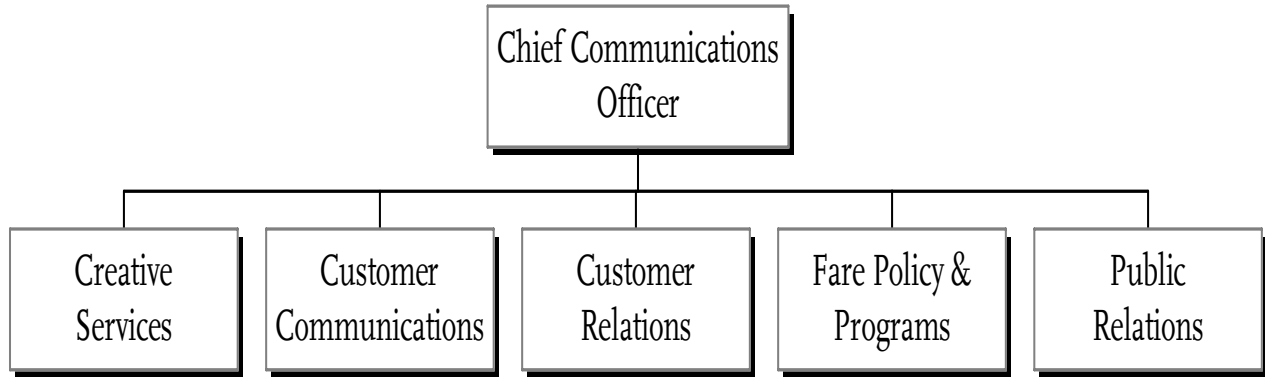 Chief Communications
Officer
Creative
Services
Customer
Communications
Customer
Relations
Fare Policy &
Programs
Public
Relations